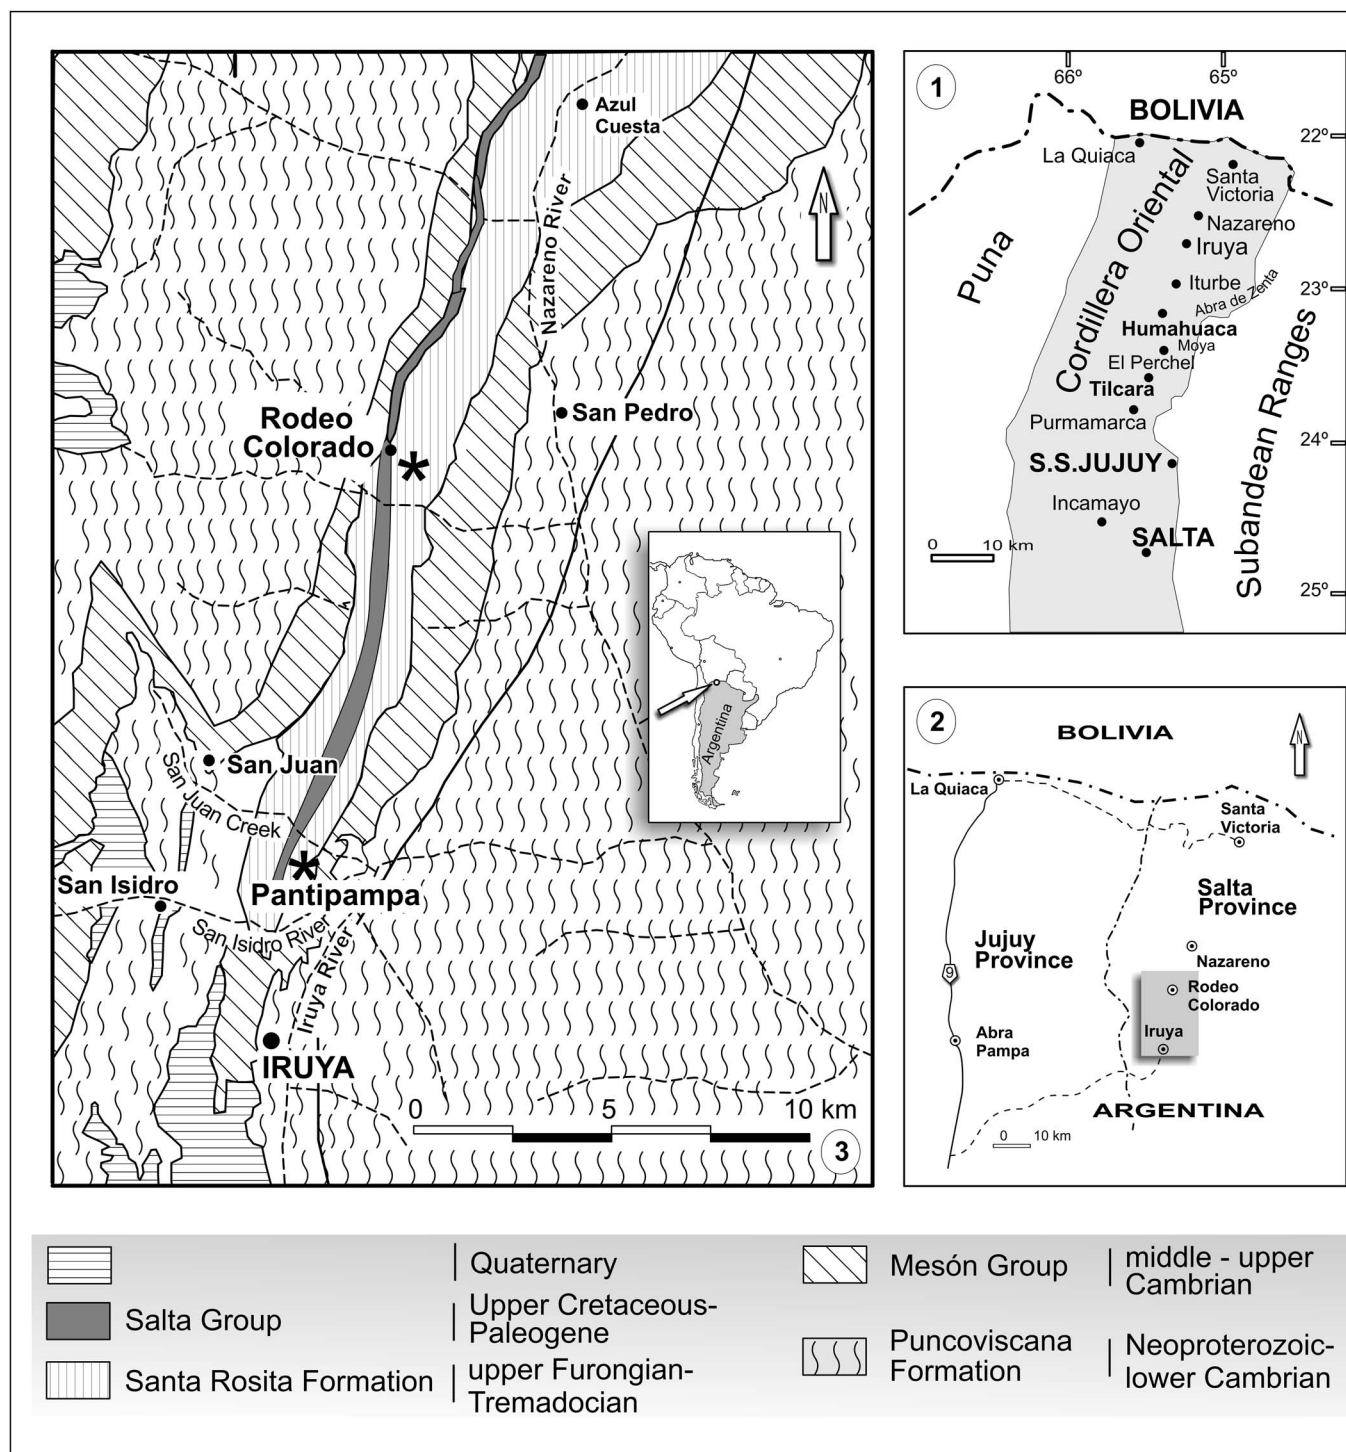 Azul
Cuesta
N
Nazareno River
San Pedro
Rodeo
Colorado
*
Argentina
San Juan
San Juan Creek
*
Pantipampa
San Isidro
San Isidro River
Iruya River
IRUYA
0 5 10 km
3
1
66° 65°
BOLIVIA
22°
La Quiaca
Santa
Victoria
Cordillera Oriental
Nazareno
Puna
Iruya
23°
Iturbe
Abra de Zenta
Humahuaca
Moya
El Perchel
Tilcara
Purmamarca
24°
S.S.JUJUY
Subandean Ranges
Incamayo
SALTA
0 10 km
25°
2
BOLIVIA
N
La Quiaca
Santa
Victoria
Salta
Province
Jujuy
Province
Nazareno
9
Rodeo
Colorado
Iruya
Abra
Pampa
ARGENTINA
0 10 km
Quaternary
Salta Group
Upper Cretaceous-
Paleogene
Santa Rosita Formation
upper Furongian-
Tremadocian
Mesón Group
middle - upper
Cambrian
Puncoviscana
Formation
Neoproterozoic-
lower Cambrian